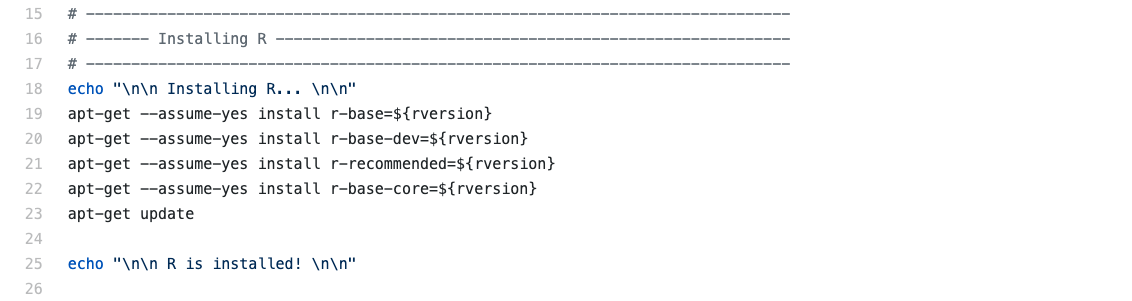 15 # ------------------------------------------------------------------------------
16 # ------- Installing R ---------------------------------------------------------
17 # ------------------------------------------------------------------------------
18 echo "\n\n Installing R... \n\n"
19 apt-get --assume-yes install r-base=${rversion}
20 apt-get --assume-yes install r-base-dev=${rversion}
21 apt-get --assume-yes install r-recommended=${rversion}
22 apt-get --assume-yes install r-base-core=${rversion}
23 apt-get update
24
25 echo "\n\n R is installed! \n\n"
26